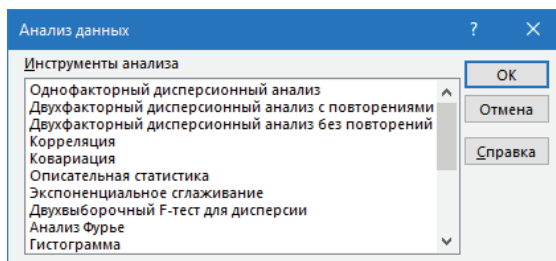 Анализ данных
Инструменты анализа
Однофакторный дисперсионный анализ
Двухфакторный дисперсионный анализ с повторениями
Двухфакторный дисперсионный анализ без повторений
Корреляция
Ковариация
Описательная статистика
Экспоненциальное сглаживание
Двухвыборочный F-тест для дисперсии
Анализ Фурье
Гистограмма
ОК
Отмена
Справка